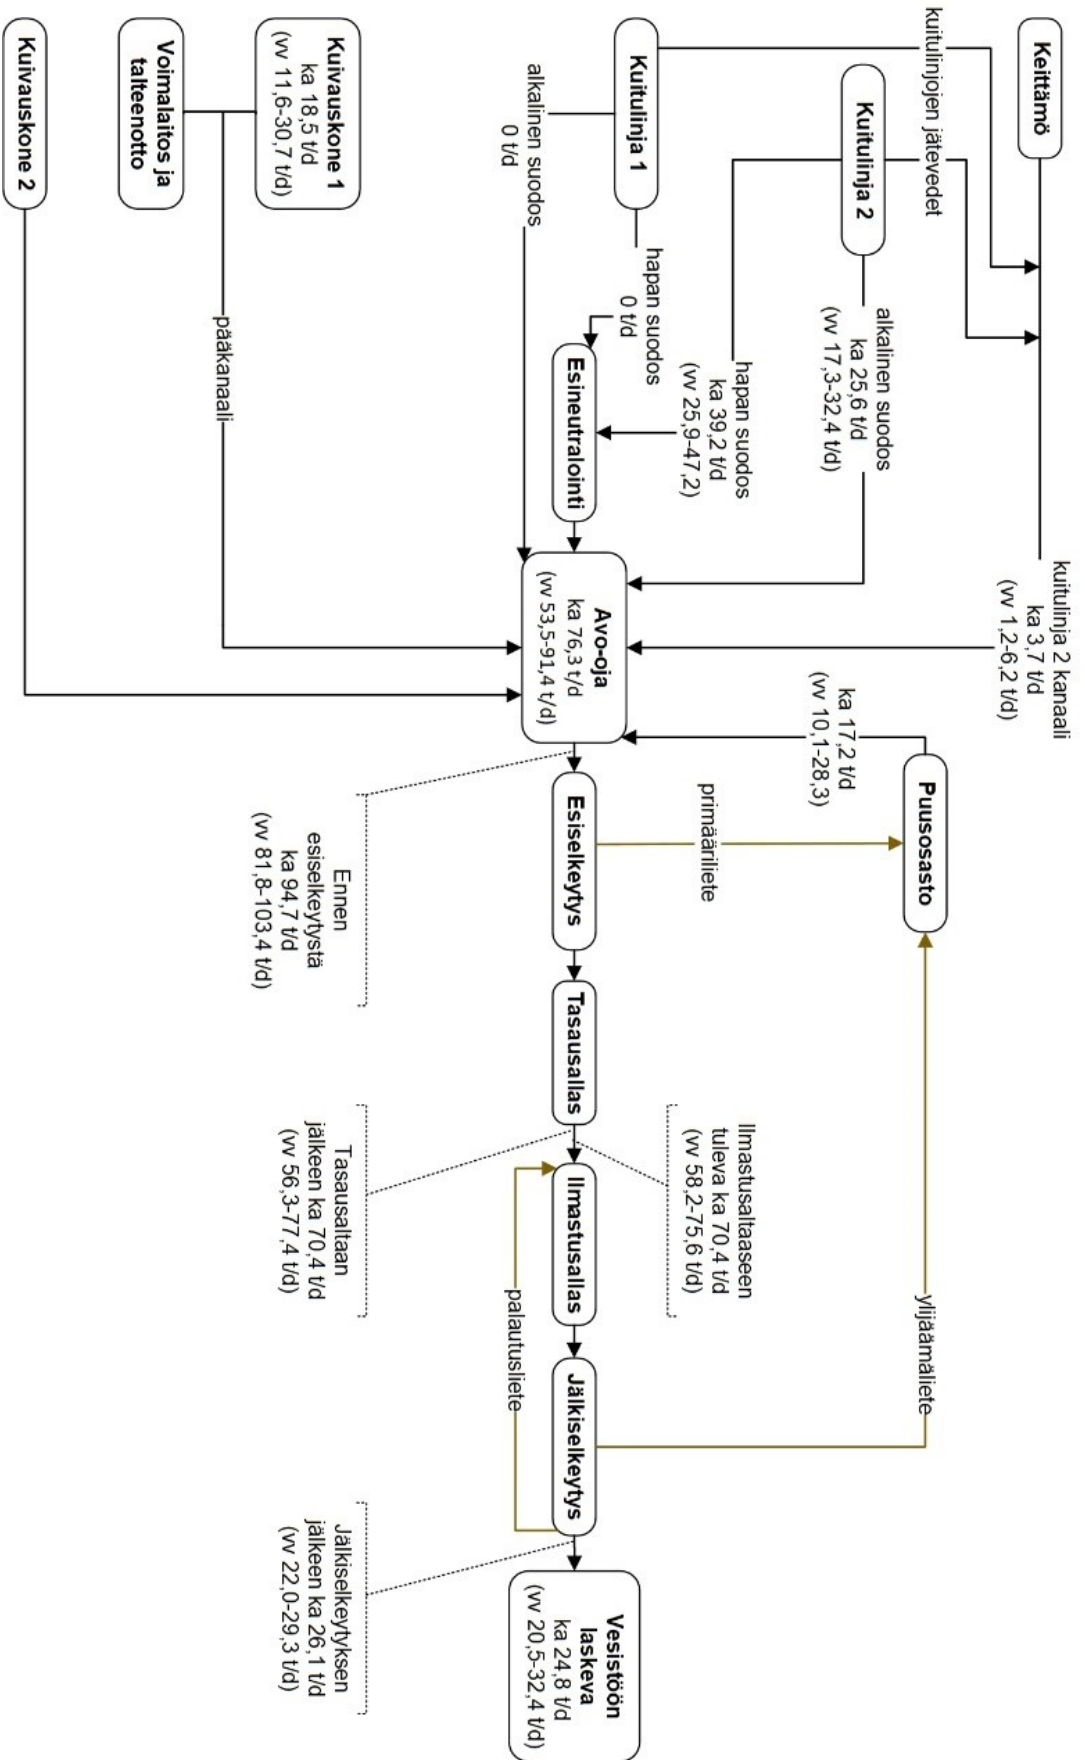 Keittämö
kuitulinja 2 kanaali
ka 3,7 t/d
(vv 1,2-6,2 t/d)
kuitulinjojen jätevedet
Kuitulinja 2
alkalinen suodos
ka 25,6 t/d
(vv 17,3-32,4 t/d)
hapan suodos
ka 39,2 t/d
(vv 25,9-47,2)
Kuitulinja 1
hapan suodos
0 t/d
alkalinen suodos
0 t/d
Kuivauskone 1
ka 18,5 t/d
(vv 11,6-30,7 t/d)
Voimalaitos ja
talteenotto
pääkanaali
Kuivauskone 2
Esineutralointi
Avo-oja
ka 76,3 t/d
(vv 53,5-91,4 t/d)
Puuosasto
ka 17,2 t/d
(vv 10,1-28,3)
primääriliete
ylijäämäliete
Esiselkeytys
Tasausallas
Ilmastusallas
Jälkiselkeytys
palautusliete
Vesistöön
laskeva
ka 24,8 t/d
(vv 20,5-32,4 t/d)
Ilmastusaltaaseen
tuleva ka 70,4 t/d
(vv 58,2-75,6 t/d)
Ennen
esiselkeytystä
ka 94,7 t/d
(vv 81,8-103,4 t/d)
Tasausaltaan
jälkeen ka 70,4 t/d
(vv 56,3-77,4 t/d)
Jälkiselkeytyksen
jälkeen ka 26,1 t/d
(vv 22,0-29,3 t/d)